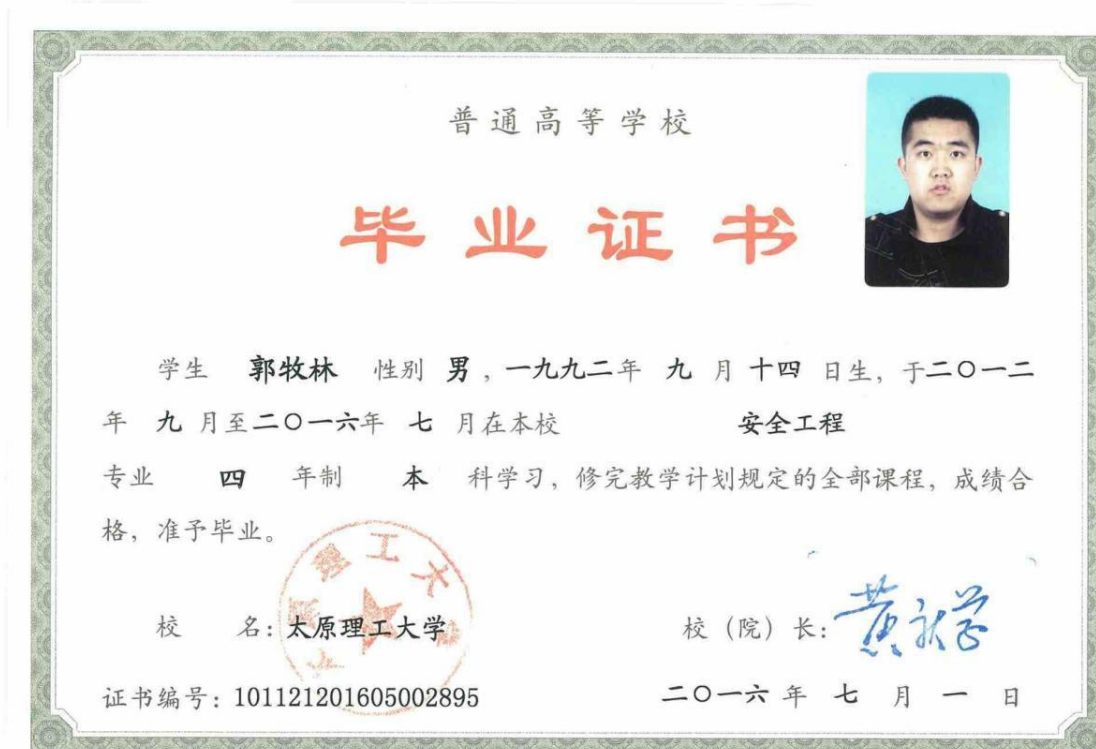 普通高等学校
毕业证书
学生 郭牧林 性别 男，一九九二年 九 月 十四 日生，于二〇一二
年 九 月至二〇一六年 七 月在本校 安全工程
专业 四 年制 本 科学习，修完教学计划规定的全部课程，成绩合
格，准予毕业。
校 名：太原理工大学 校（院）长：
证书编号：101121201605002895 二〇一六 年 七 月 一 日